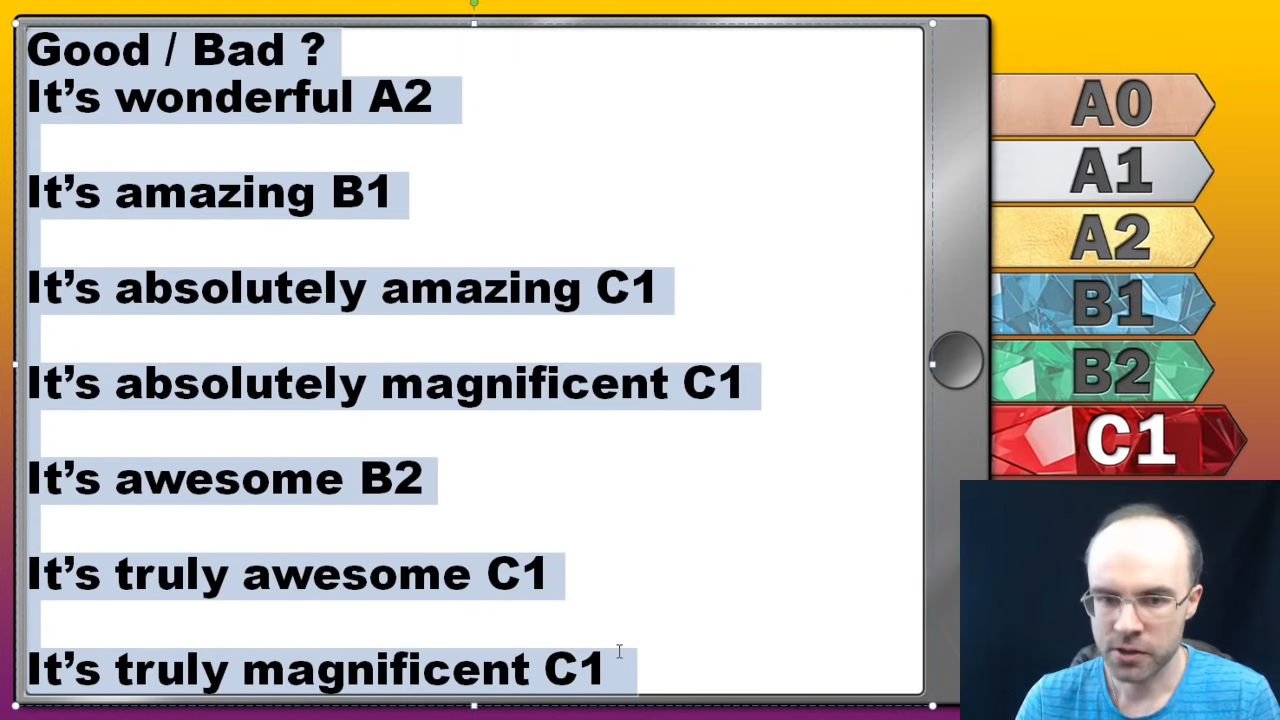 Good / Bad ?
It’s wonderful A2
It’s amazing B1
It’s absolutely amazing C1
It’s absolutely magnificent C1
It’s awesome B2
It’s truly awesome C1
It’s truly magnificent C1
A0
A1
A2
B1
B2
C1